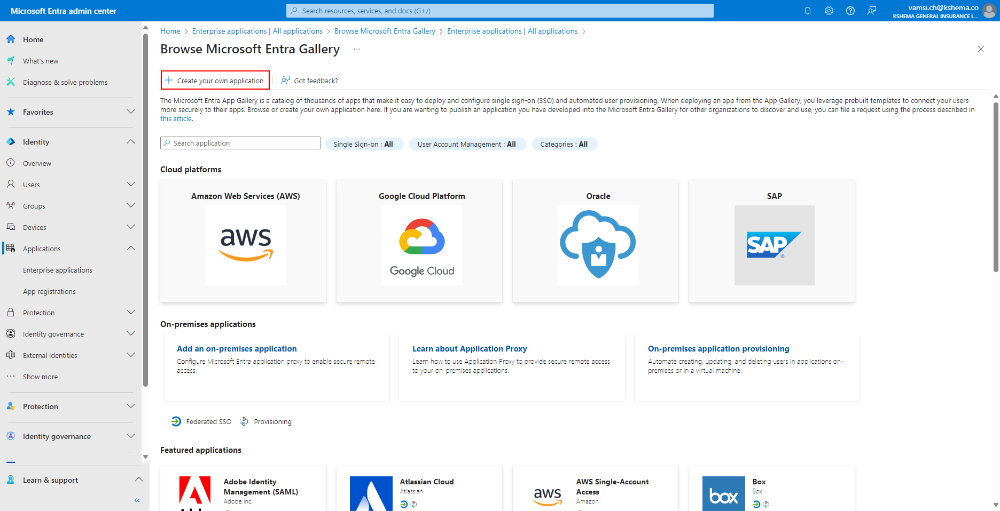 Microsoft Entra admin center
Search resources, services, and docs (G+/)
vamsi.ch@kshema.co
KSHEMA GENERAL INSURANCE L...
Home
What's new
Diagnose & solve problems
Favorites
Identity
Overview
Users
Groups
Devices
Applications
Enterprise applications
App registrations
Protection
Identity governance
External Identities
Show more
Protection
Identity governance
Learn & support
Home > Enterprise applications | All applications > Browse Microsoft Entra Gallery > Enterprise applications | All applications >
Browse Microsoft Entra Gallery ...
Create your own application
Got feedback?
The Microsoft Entra App Gallery is a catalog of thousands of apps that make it easy to deploy and configure single sign-on (SSO) and automated user provisioning. When deploying an app from the App Gallery, you leverage prebuilt templates to connect your users
more securely to their apps. Browse or create your own application here. If you are wanting to publish an application you have developed into the Microsoft Entra Gallery for other organizations to discover and use, you can file a request using the process described in
this article.
Search application
Single Sign-on : All
User Account Management : All
Categories : All
Cloud platforms
Amazon Web Services (AWS)
aws
Google Cloud Platform
Google Cloud
Oracle
SAP
SAP
®
On-premises applications
Add an on-premises application
Configure Microsoft Entra application proxy to enable secure remote
access.
Learn about Application Proxy
Learn how to use Application Proxy to provide secure remote access
to your on-premises applications.
On-premises application provisioning
Automate creating, updating, and deleting users in applications on-
premises or in a virtual machine.
Federated SSO
Provisioning
Featured applications
Adobe Identity
Management (SAML)
Adobe Inc.
Atlassian Cloud
Atlassian
aws
AWS Single-Account
Access
Amazon
box
Box
Box